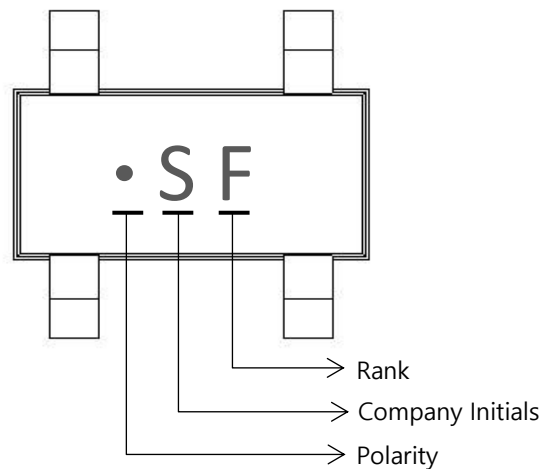 • S F
Rank
Company Initials
Polarity